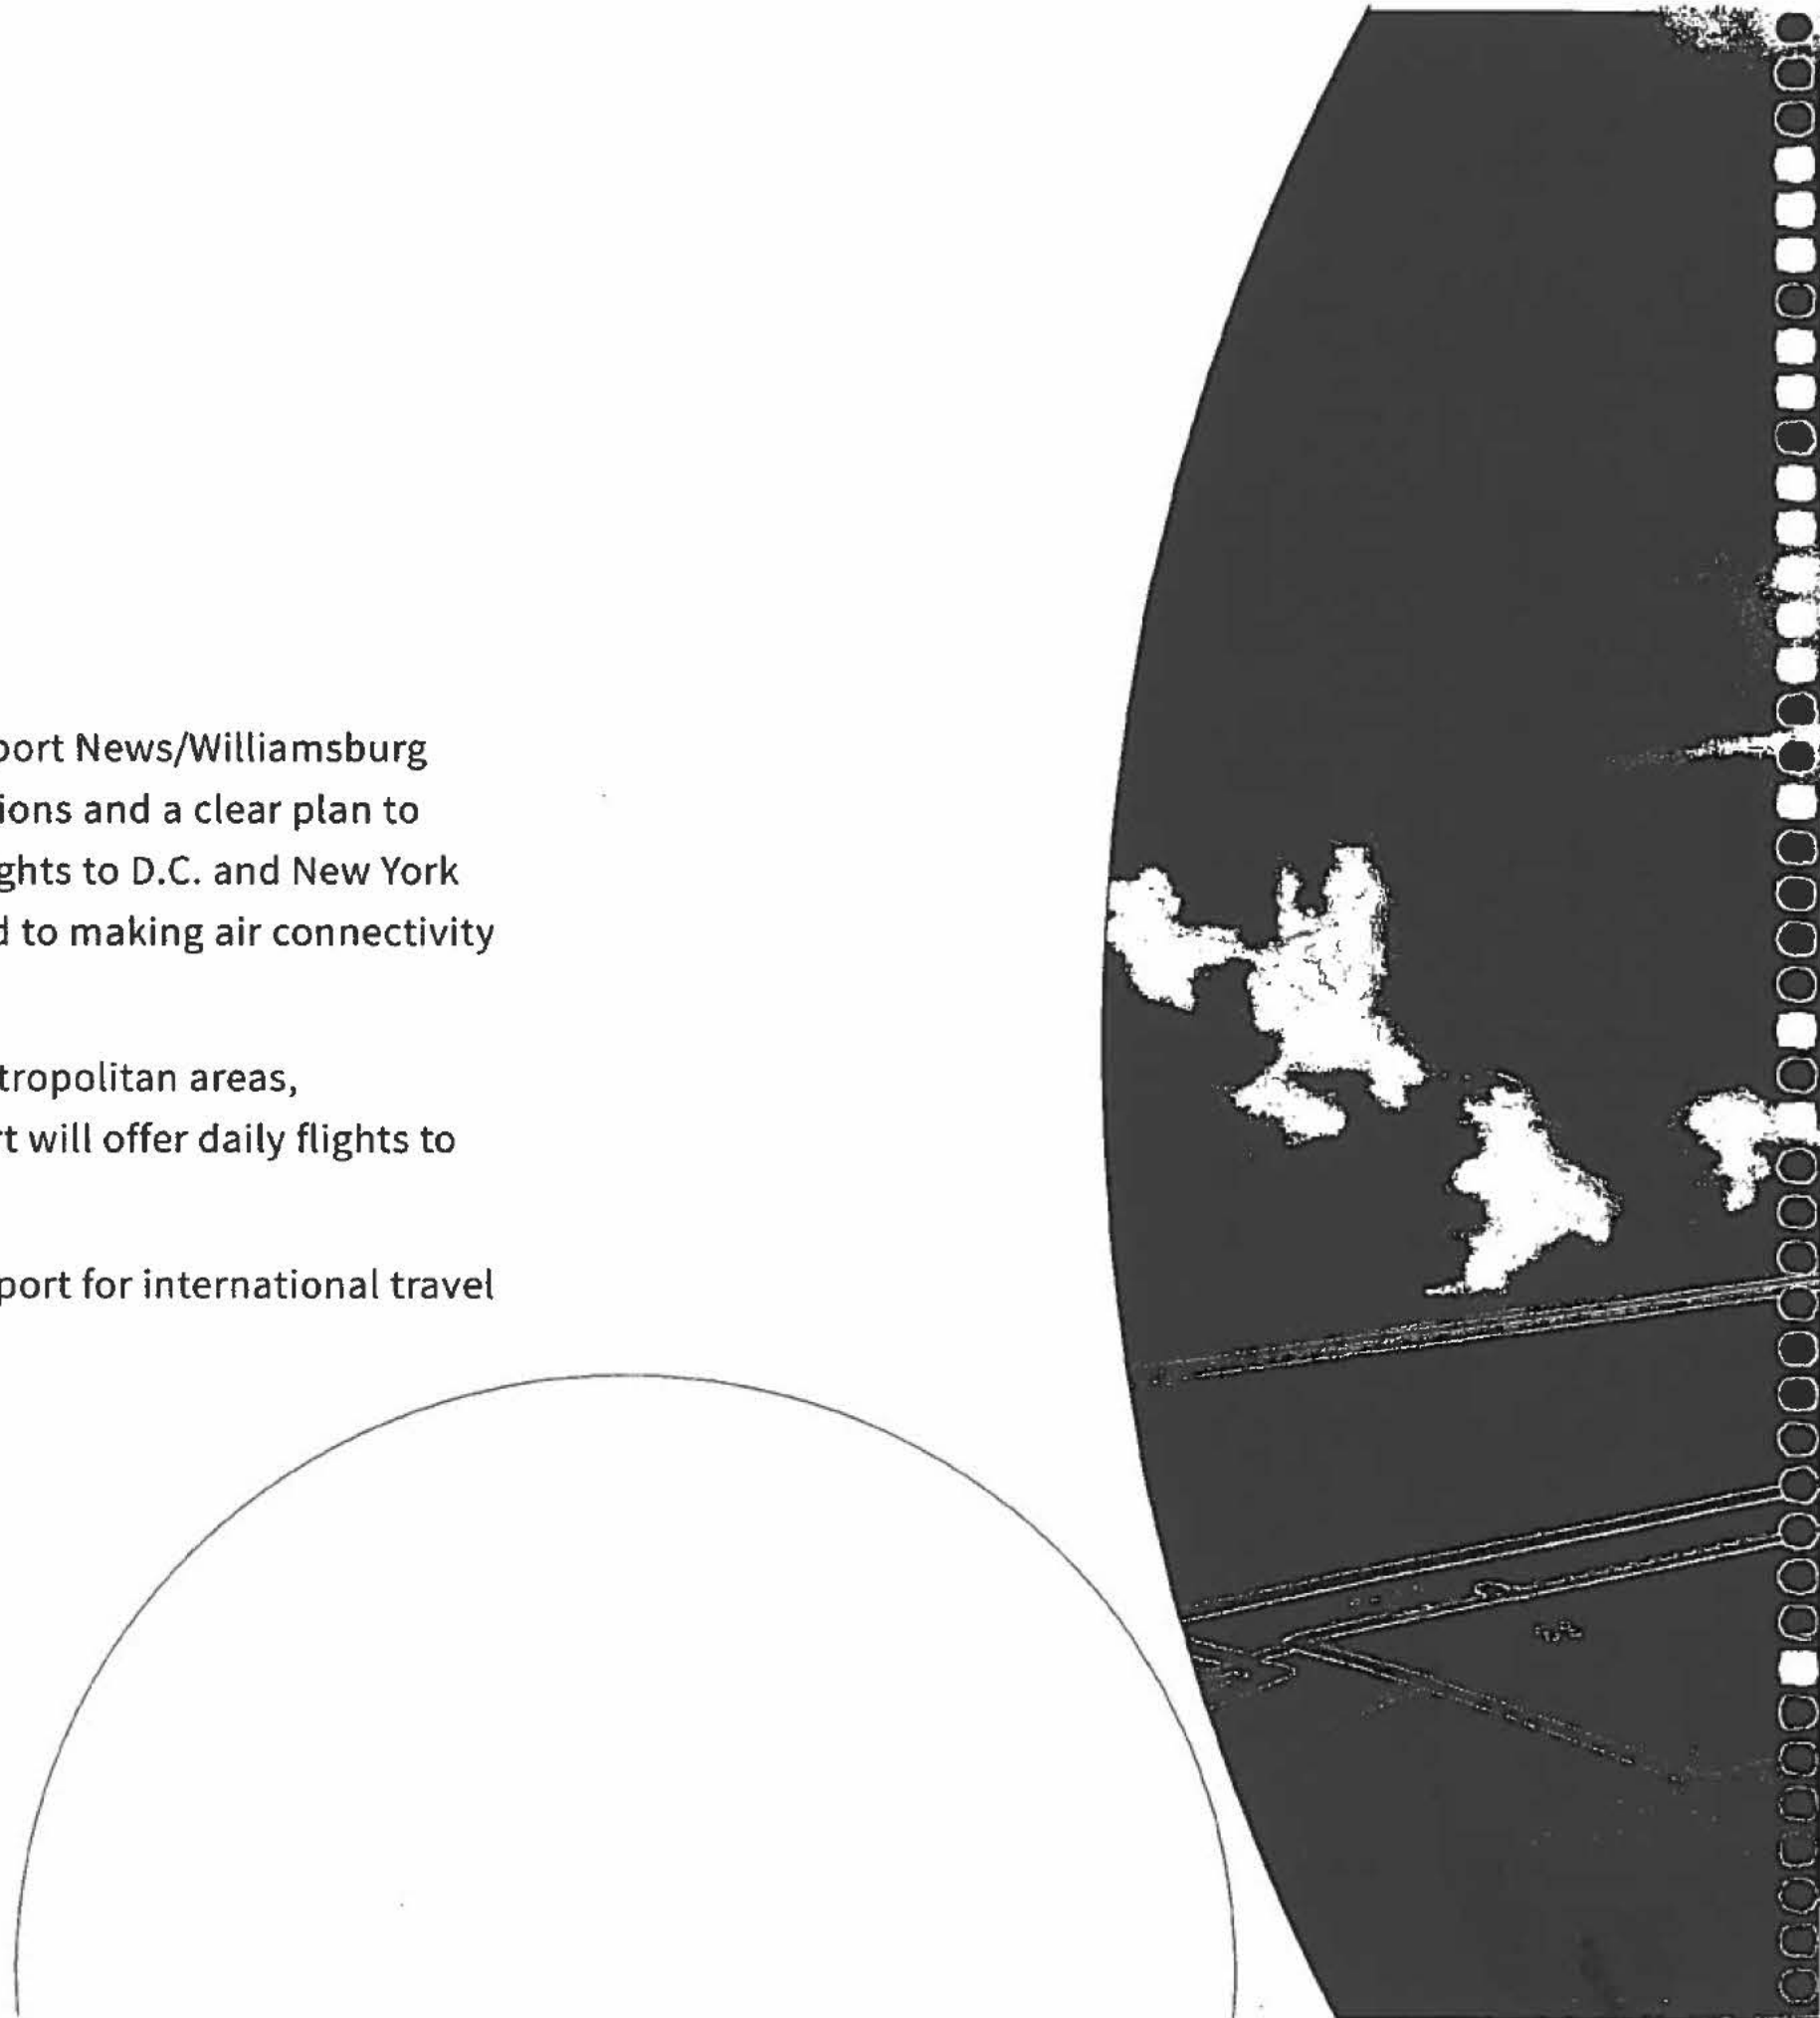 port News/Williamsburg
ions and a clear plan to
ghts to D.C. and New York
d to making air connectivity
tropolitan areas,
rt will offer daily flights to
port for international travel